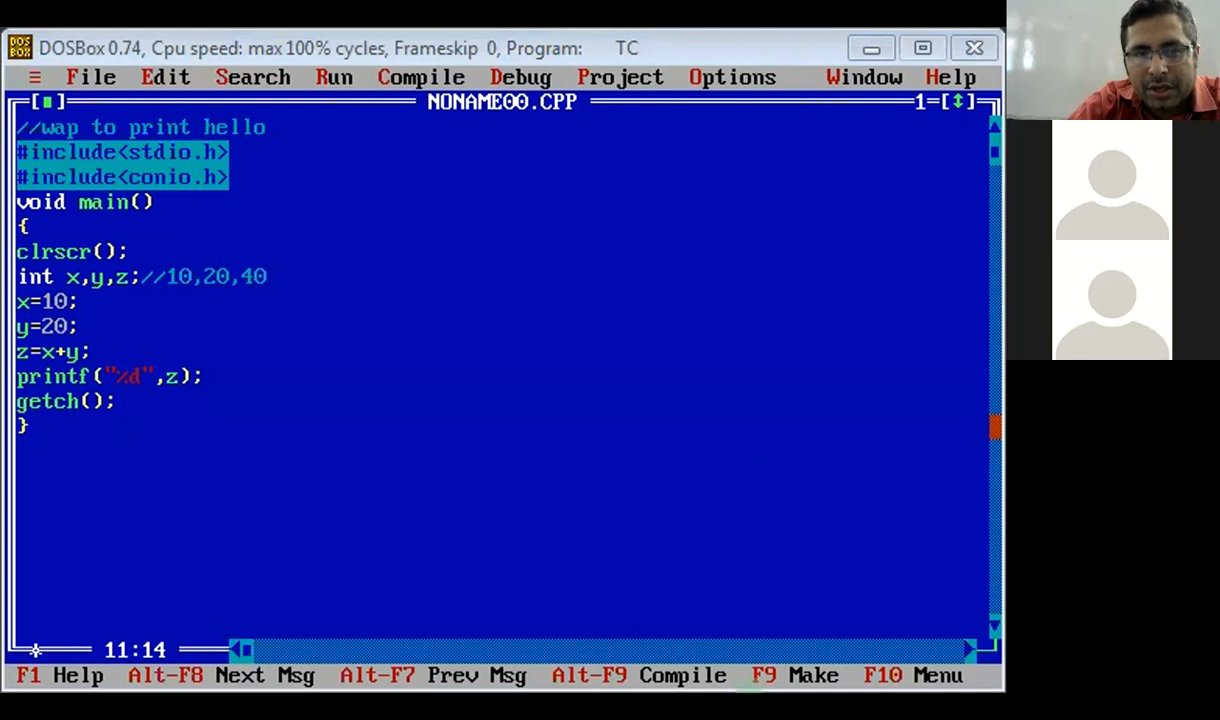 DOS BOX DOSBox 0.74, Cpu speed: max 100% cycles, Frameskip 0, Program: TC
≡ File Edit Search Run Compile Debug Project Options Window Help
[■] NONAME00.CPP 1=[↕]
//wap to print hello
#include<stdio.h>
#include<conio.h>
void main()
{
clrscr();
int x,y,z;//10,20,40
x=10;
y=20;
z=x+y;
printf("%d",z);
getch();
}
11:14
F1 Help Alt-F8 Next Msg Alt-F7 Prev Msg Alt-F9 Compile F9 Make F10 Menu